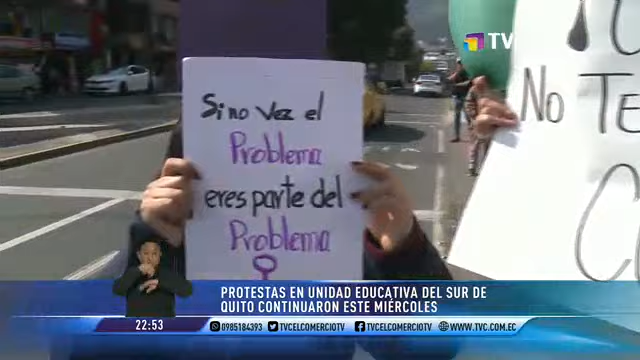 TVC
Si no vez el
Problema
eres parte del
Problema
No TE
PROTESTAS EN UNIDAD EDUCATIVA DEL SUR DE
QUITO CONTINUARON ESTE MIÉRCOLES
22:53
0985184393 TVCELCOMERCIOTV TVCELCOMERCIOTV WWW.TVC.COM.EC